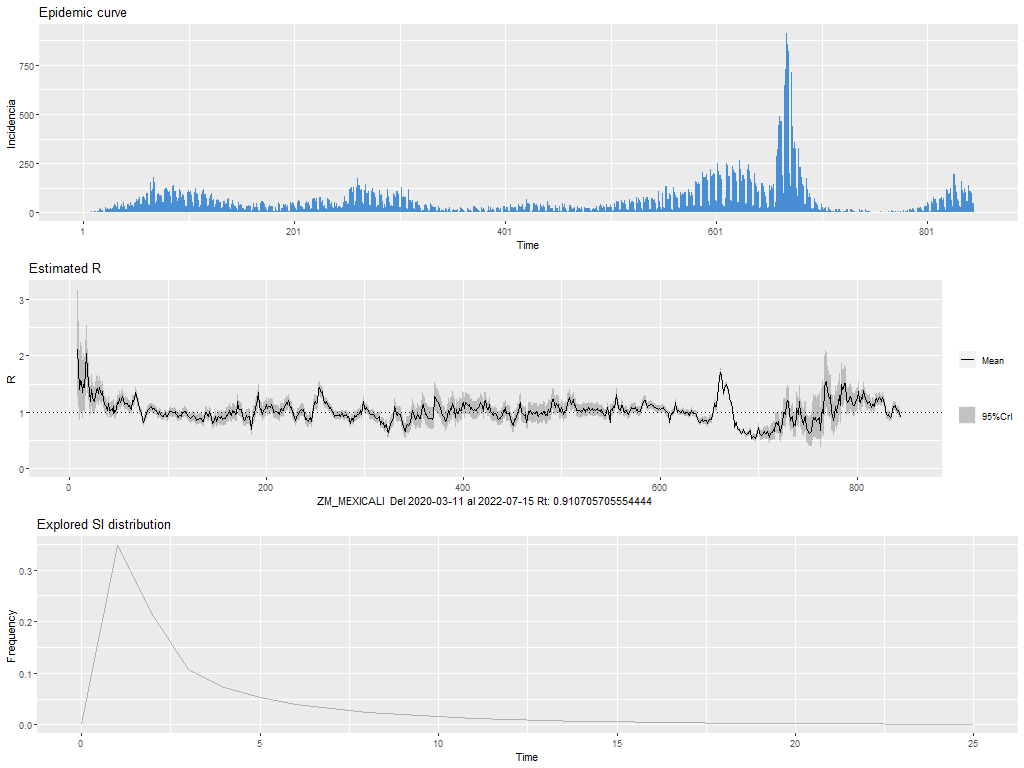 Epidemic curve
Incidencia
750
500
250
0
1
201
401
601
801
Time
Estimated R
R
3
2
1
0
0
200
400
600
800
Mean
95%CrI
ZM_MEXICALI Del 2020-03-11 al 2022-07-15 Rt: 0.910705705554444
Explored SI distribution
Frequency
0.3
0.2
0.1
0.0
0
5
10
15
20
25
Time